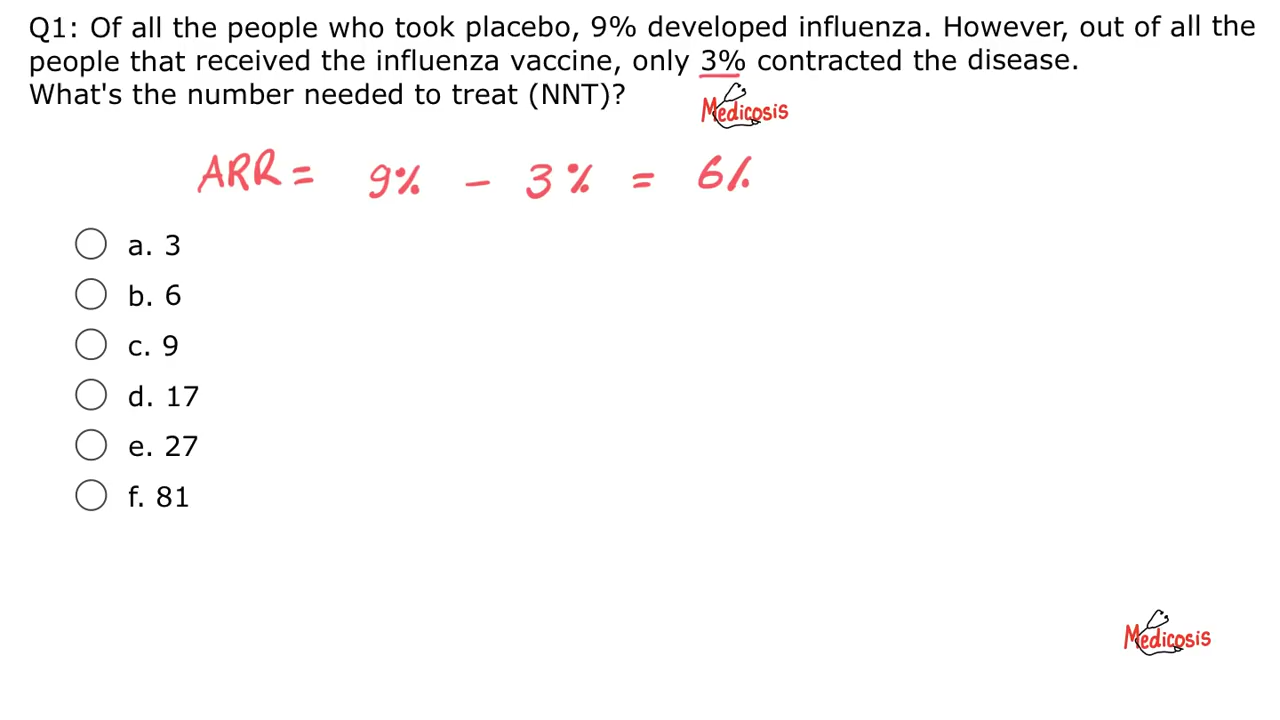 Q1: Of all the people who took placebo, 9% developed influenza. However, out of all the
people that received the influenza vaccine, only 3% contracted the disease.
What's the number needed to treat (NNT)?
Medicosis
ARR = 9% - 3% = 6%
a. 3
b. 6
c. 9
d. 17
e. 27
f. 81
Medicosis